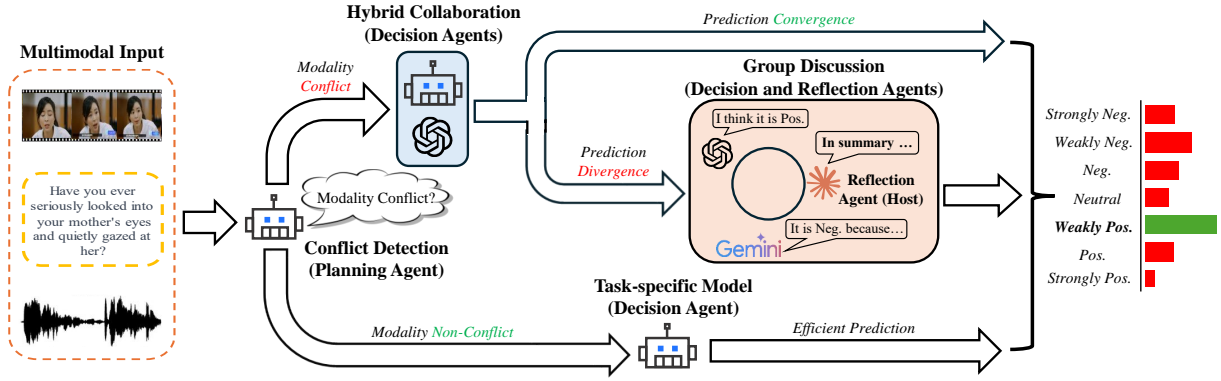 Multimodal Input
Have you ever
seriously looked into
your mother's eyes
and quietly gazed at
her?
Modality
Conflict
Modality Conflict?
Conflict Detection
(Planning Agent)
Hybrid Collaboration
(Decision Agents)
Prediction Convergence
Prediction
Divergence
Group Discussion
(Decision and Reflection Agents)
I think it is Pos.
In summary …
Reflection
Agent (Host)
It is Neg. because…
Gemini
Modality Non-Conflict
Task-specific Model
(Decision Agent)
Efficient Prediction
Strongly Neg.
Weakly Neg.
Neg.
Neutral
Weakly Pos.
Pos.
Strongly Pos.